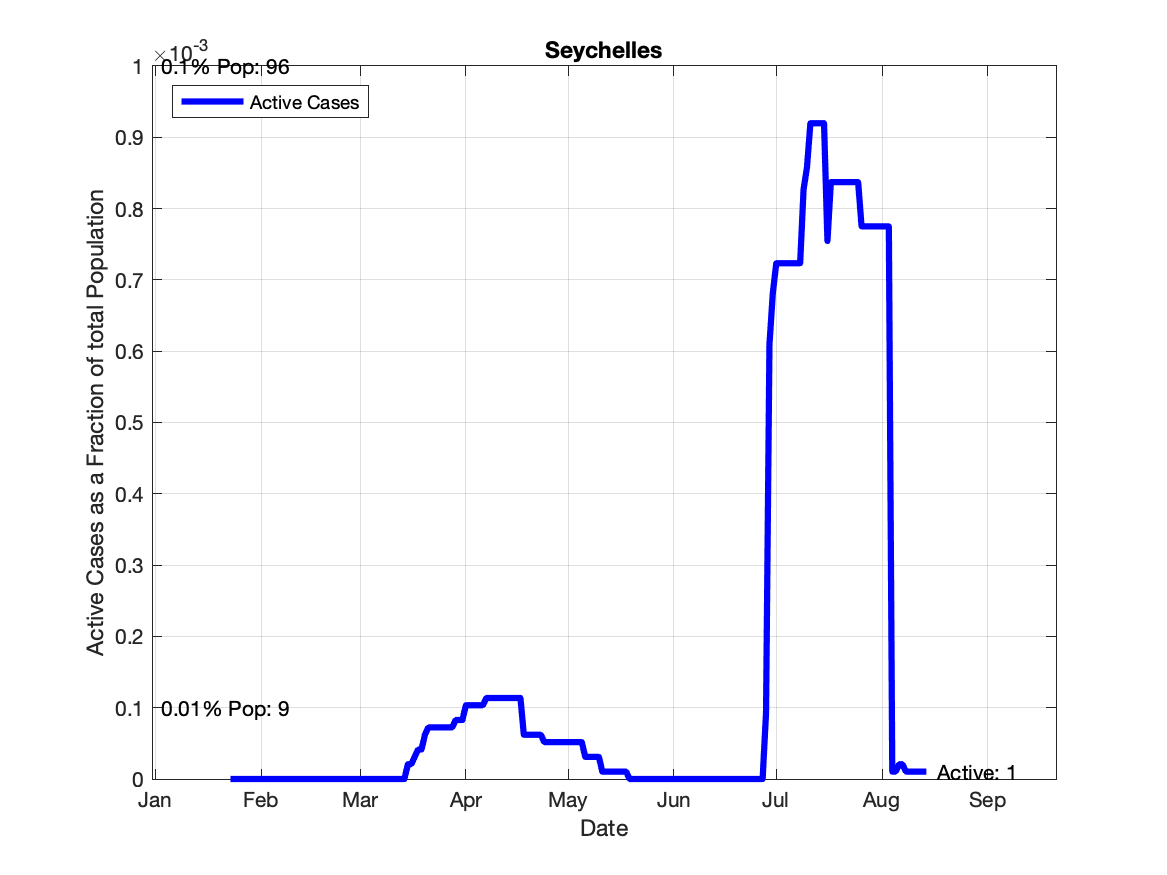 Seychelles
×10-3
0.1% Pop: 96
Active Cases
1
0.9
0.8
0.7
0.6
0.5
0.4
0.3
0.2
0.1
0
0.01% Pop: 9
Active: 1
Active Cases as a Fraction of total Population
Jan Feb Mar Apr May Jun Jul Aug Sep
Date